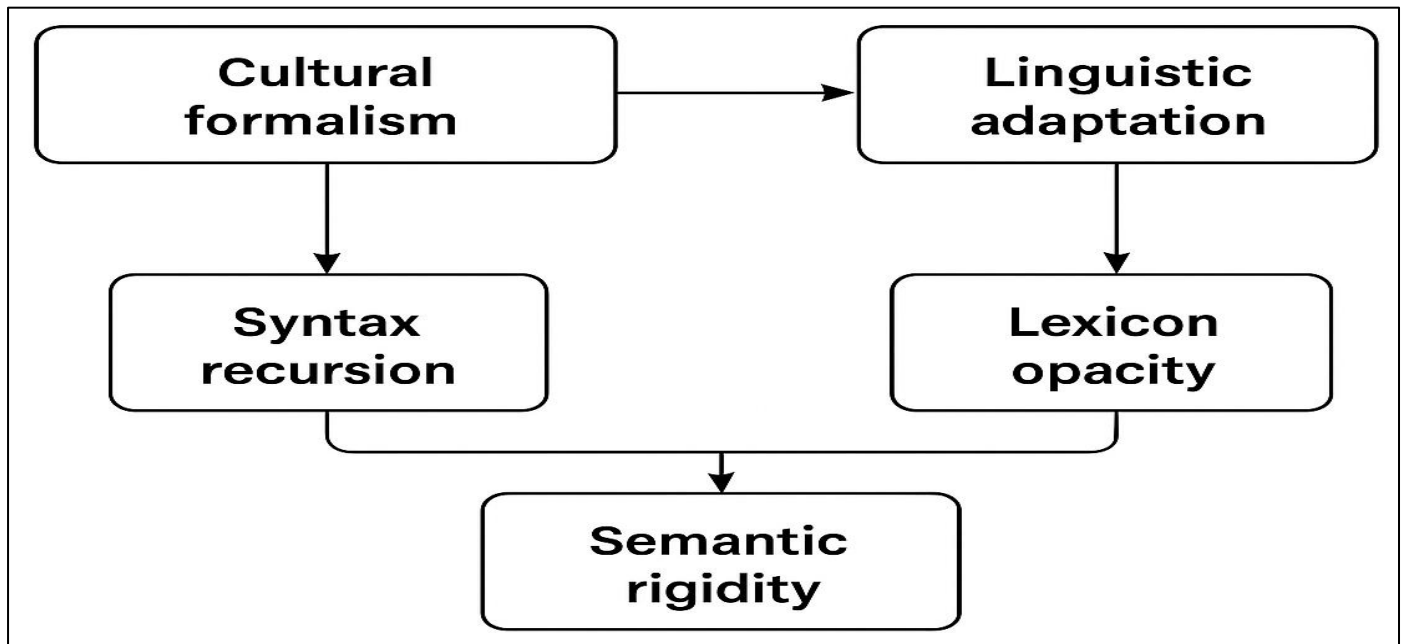 Cultural
formalism
Linguistic
adaptation
Syntax
recursion
Lexicon
opacity
Semantic
rigidity